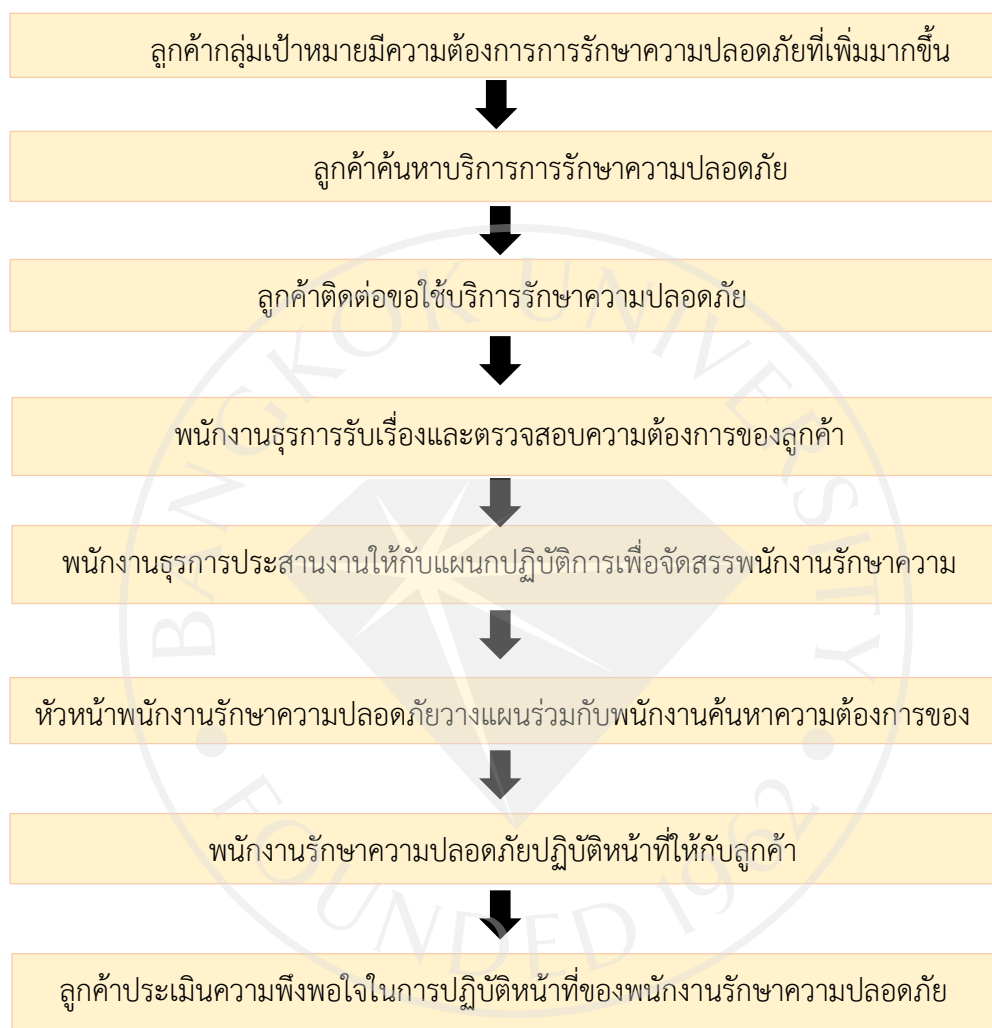 ลูกค้ากลุ่มเป้าหมายมีความต้องการการรักษาความปลอดภัยที่เพิ่มมากขึ้น
ลูกค้าค้นหาบริการการรักษาความปลอดภัย
ลูกค้าติดต่อขอใช้บริการรักษาความปลอดภัย
พนักงานธุรการรับเรื่องและตรวจสอบความต้องการของลูกค้า
พนักงานธุรการประสานงานให้กับแผนกปฏิบัติการเพื่อจัดสรรพนักงานรักษาความ
หัวหน้าพนักงานรักษาความปลอดภัยวางแผนร่วมกับพนักงานค้นหาความต้องการของ
พนักงานรักษาความปลอดภัยปฏิบัติหน้าที่ให้กับลูกค้า
ลูกค้าประเมินความพึงพอใจในการปฏิบัติหน้าที่ของพนักงานรักษาความปลอดภัย
BANGKOK UNIVERSITY
FOUNDED 1962